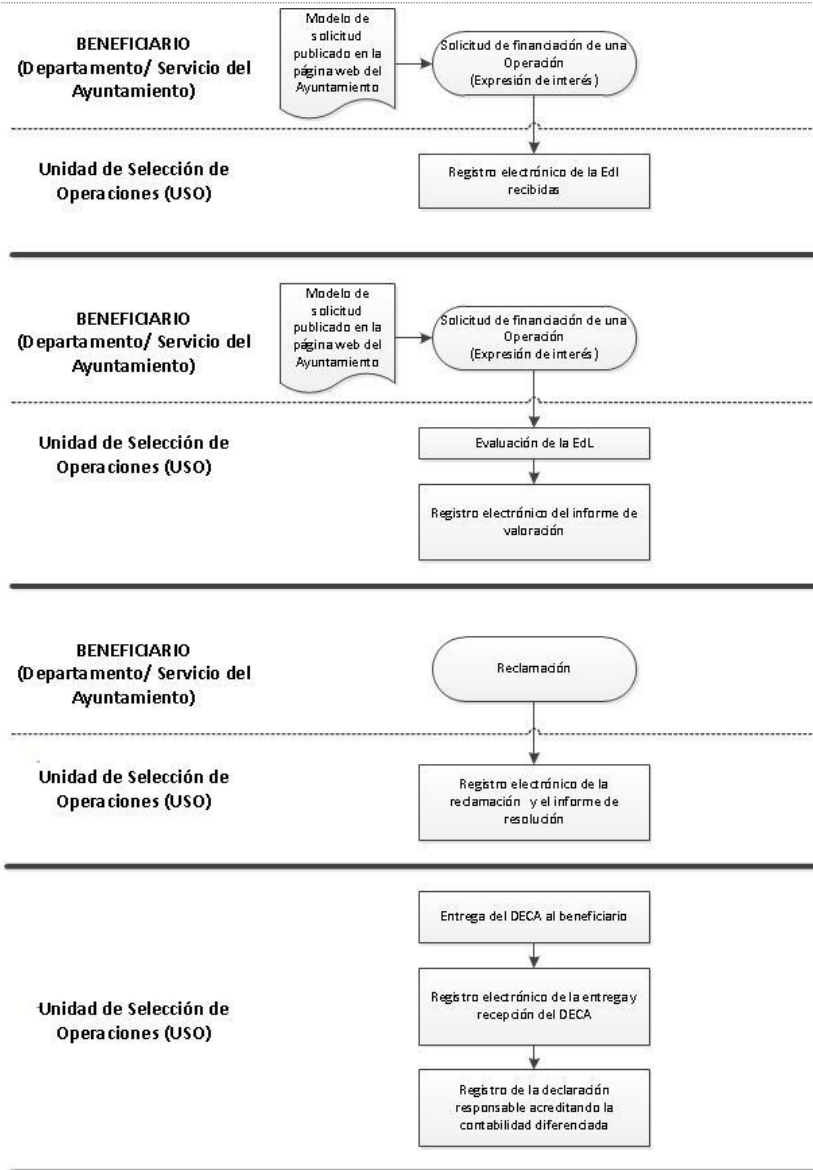 BENEFICIARIO
(Departamento/ Servicio del
Ayuntamiento)
Modelo de
solicitud
publicado en la
página web del
Ayuntamiento
Solicitud de financiación de una
Operación
(Expresión de interés)
Unidad de Selección de
Operaciones (USO)
Registro electrónico de la EdI
recibidas
BENEFICIARIO
(Departamento/ Servicio del
Ayuntamiento)
Modelo de
solicitud
publicado en la
página web del
Ayuntamiento
Solicitud de financiación de una
Operación
(Expresión de interés)
Unidad de Selección de
Operaciones (USO)
Evaluación de la EdL
Registro electrónico del informe de
valoración
BENEFICIARIO
(Departamento/ Servicio del
Ayuntamiento)
Reclamación
Unidad de Selección de
Operaciones (USO)
Registro electrónico de la
reclamación y el informe de
resolución
Unidad de Selección de
Operaciones (USO)
Entrega del DECA al beneficiario
Registro electrónico de la entrega y
recepción del DECA
Registro de la declaración
responsable acreditando la
contabilidad diferenciada